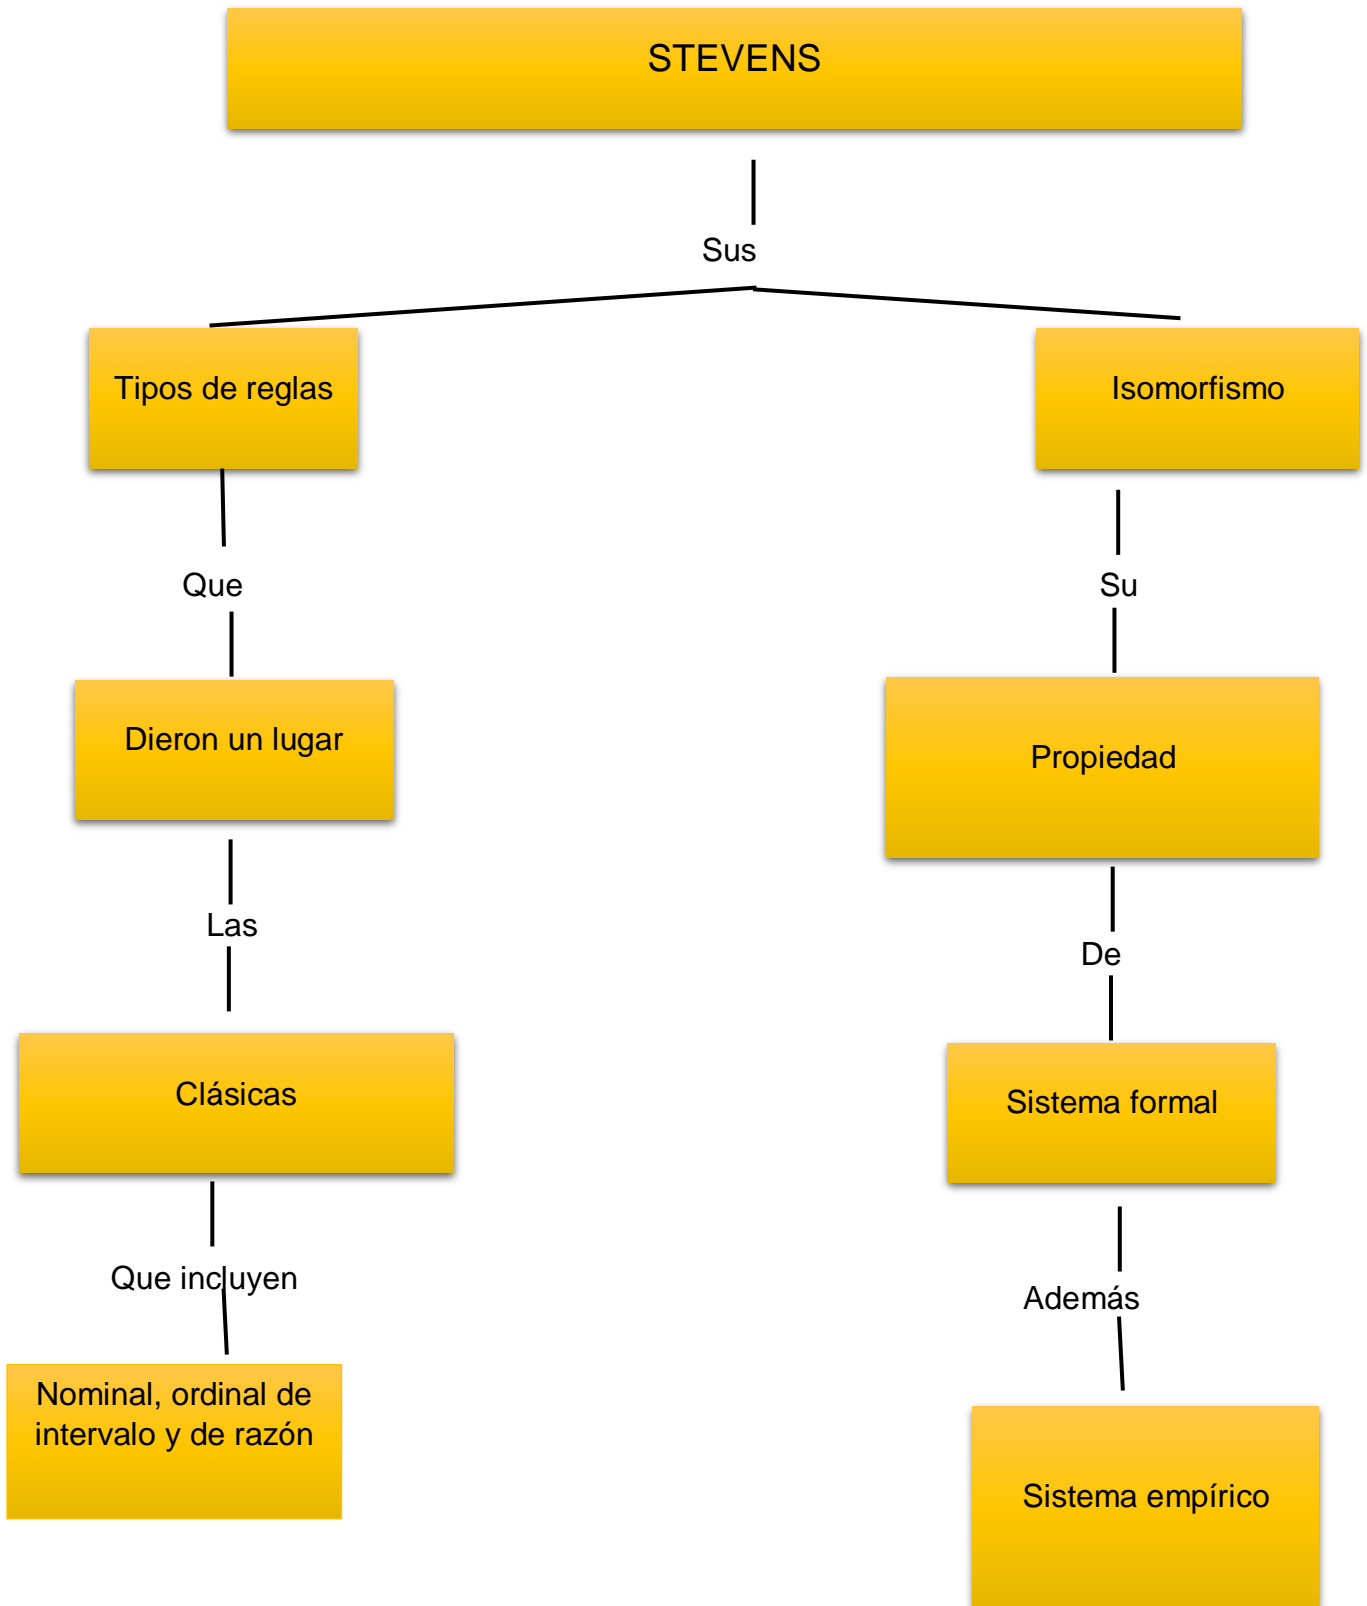 STEVENS
Sus
Tipos de reglas
Isomorfismo
Que
Su
Dieron un lugar
Propiedad
Las
De
Clásicas
Sistema formal
Que incluyen
Además
Nominal, ordinal de
intervalo y de razón
Sistema empírico